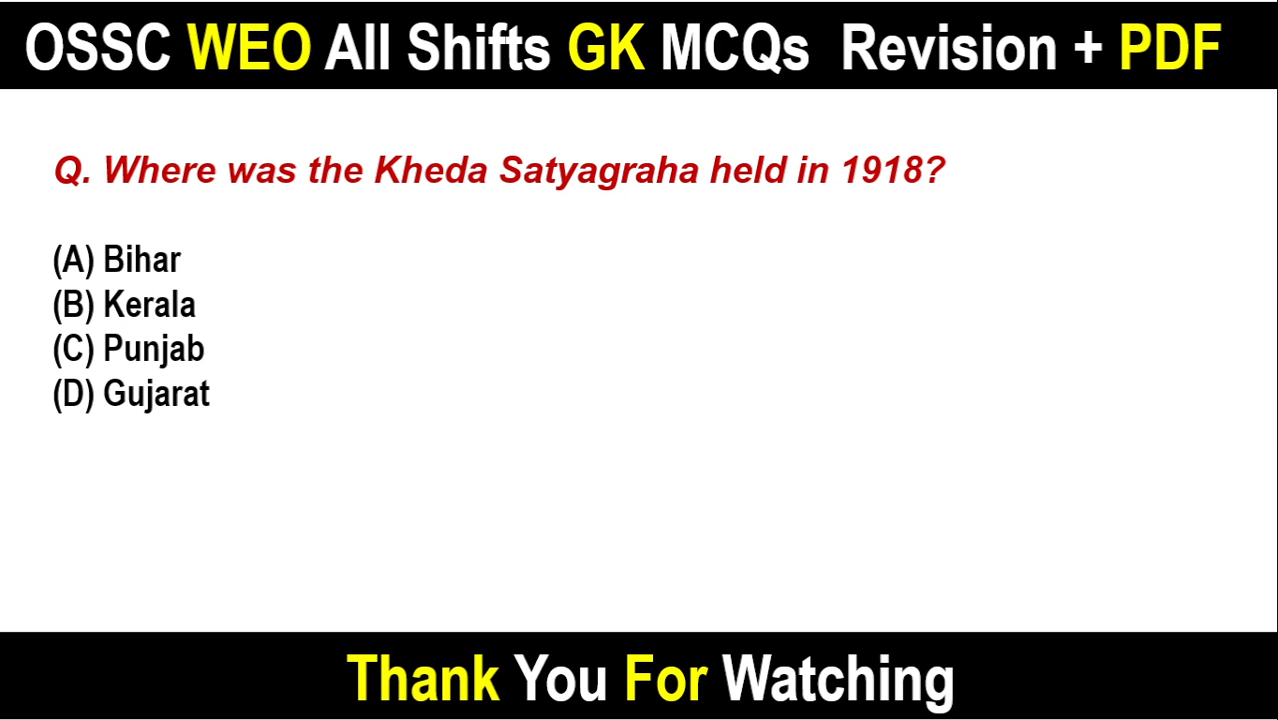 OSSC WEO All Shifts GK MCQs Revision + PDF
Q. Where was the Kheda Satyagraha held in 1918?
(A) Bihar
(B) Kerala
(C) Punjab
(D) Gujarat
Thank You For Watching